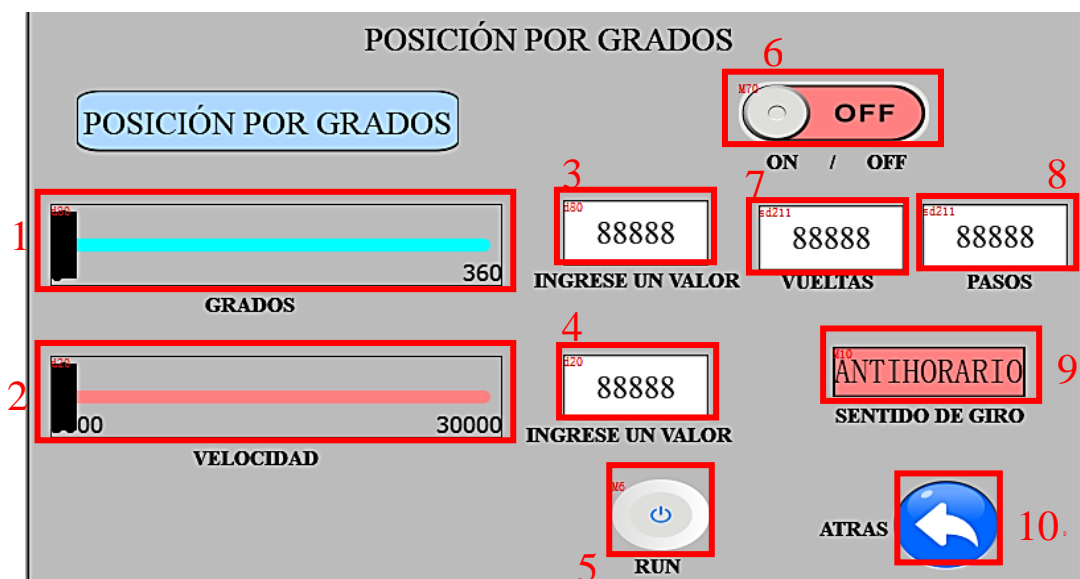 POSICIÓN POR GRADOS
6
POSICIÓN POR GRADOS
M70
OFF
ON / OFF
3
7
8
1
d80
360
GRADOS
d80
88888
INGRESE UN VALOR
sd211
88888
VUELTAS
sd211
88888
PASOS
4
2
d20
30000
VELOCIDAD
d20
88888
INGRESE UN VALOR
M10
ANTIHORARIO
9
SENTIDO DE GIRO
M6
5
RUN
ATRAS
10